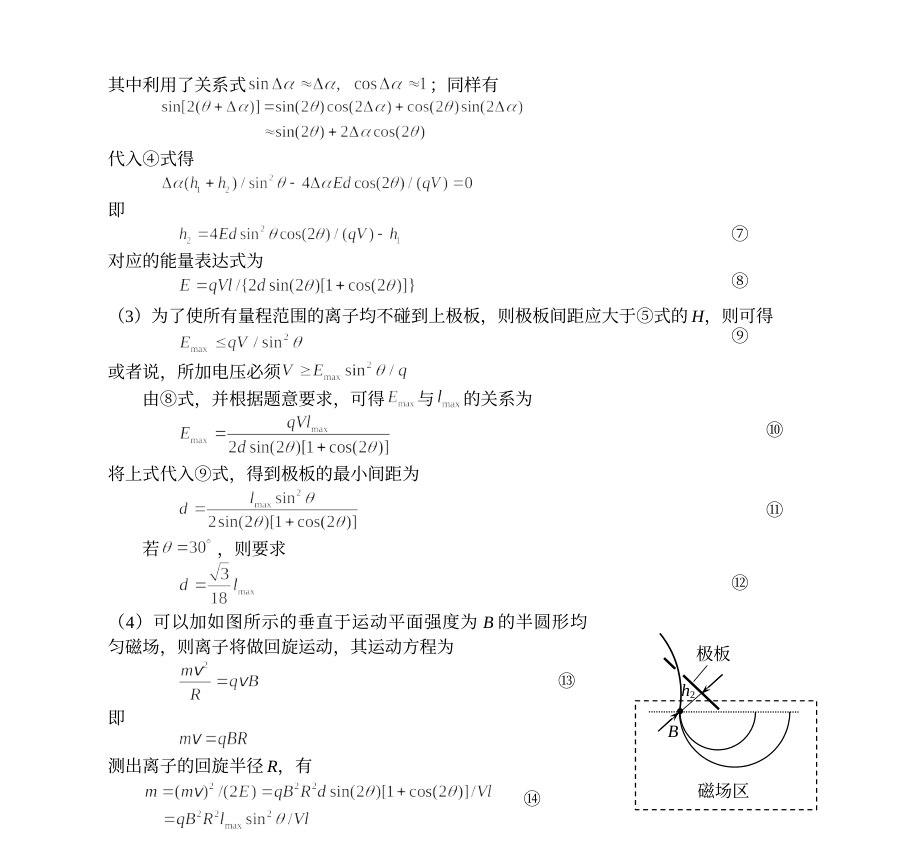 其中利用了关系式 sinΔα≈Δα, cosΔα≈1；同样有
sin[2(θ+Δα)]=sin(2θ)cos(2Δα)+cos(2θ)sin(2Δα)
≈sin(2θ)+2Δαcos(2θ)
代入④式得
Δα(h₁+h₂)/sin²θ-4ΔαEdcos(2θ)/(qV)=0
即
h₂=4Edsin²θcos(2θ)/(qV)-h₁ ⑦
对应的能量表达式为
E=qVl/{2dsin(2θ)[1+cos(2θ)]} ⑧
（3）为了使所有量程范围的离子均不碰到上极板，则极板间距应大于⑤式的 H，则可得
E_max≤qV/sin²θ ⑨
或者说，所加电压必须V≥E_max sin²θ/q
由⑧式，并根据题意要求，可得E_max与l_max的关系为
E_max=qVl_max/2dsin(2θ)[1+cos(2θ)] ⑩
将上式代入⑨式，得到极板的最小间距为
d=l_max sin²θ/2sin(2θ)[1+cos(2θ)] ⑪
若θ=30°，则要求
d=√3/18 l_max ⑫
（4）可以加如图所示的垂直于运动平面强度为 B 的半圆形均
匀磁场，则离子将做回旋运动，其运动方程为
mv²/R=qvB ⑬
即
mv=qBR
测出离子的回旋半径 R，有
m=(mv)²/(2E)=qB²R²dsin(2θ)[1+cos(2θ)]/Vl ⑭
=qB²R²l_max sin²θ/Vl
极板
h₂
B
磁场区